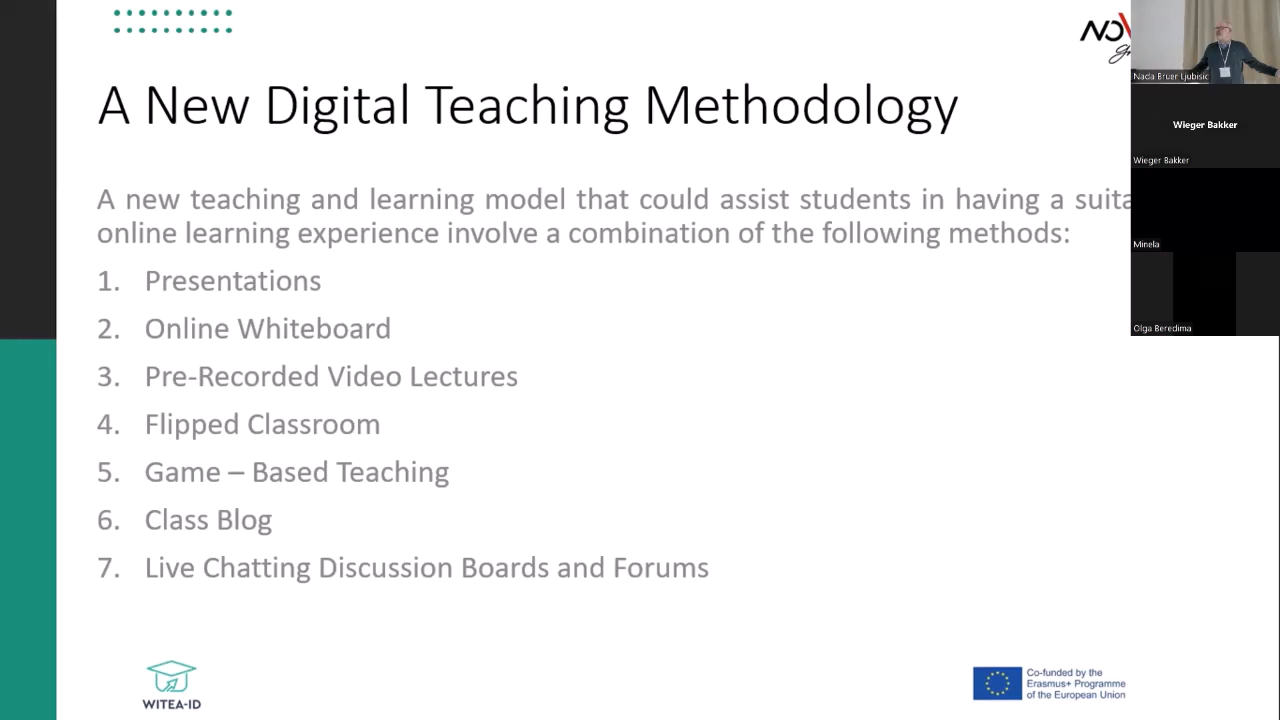 A New Digital Teaching Methodology
A new teaching and learning model that could assist students in having a
online learning experience involve a combination of the following methods:
1. Presentations
2. Online Whiteboard
3. Pre-Recorded Video Lectures
4. Flipped Classroom
5. Game – Based Teaching
6. Class Blog
7. Live Chatting Discussion Boards and Forums
WITEA-ID
Co-funded by the
Erasmus+ Programme
of the European Union
Nada Bruer Ljubisic
Wieger Bakker
Wieger Bakker
Minela
Olga Beredima